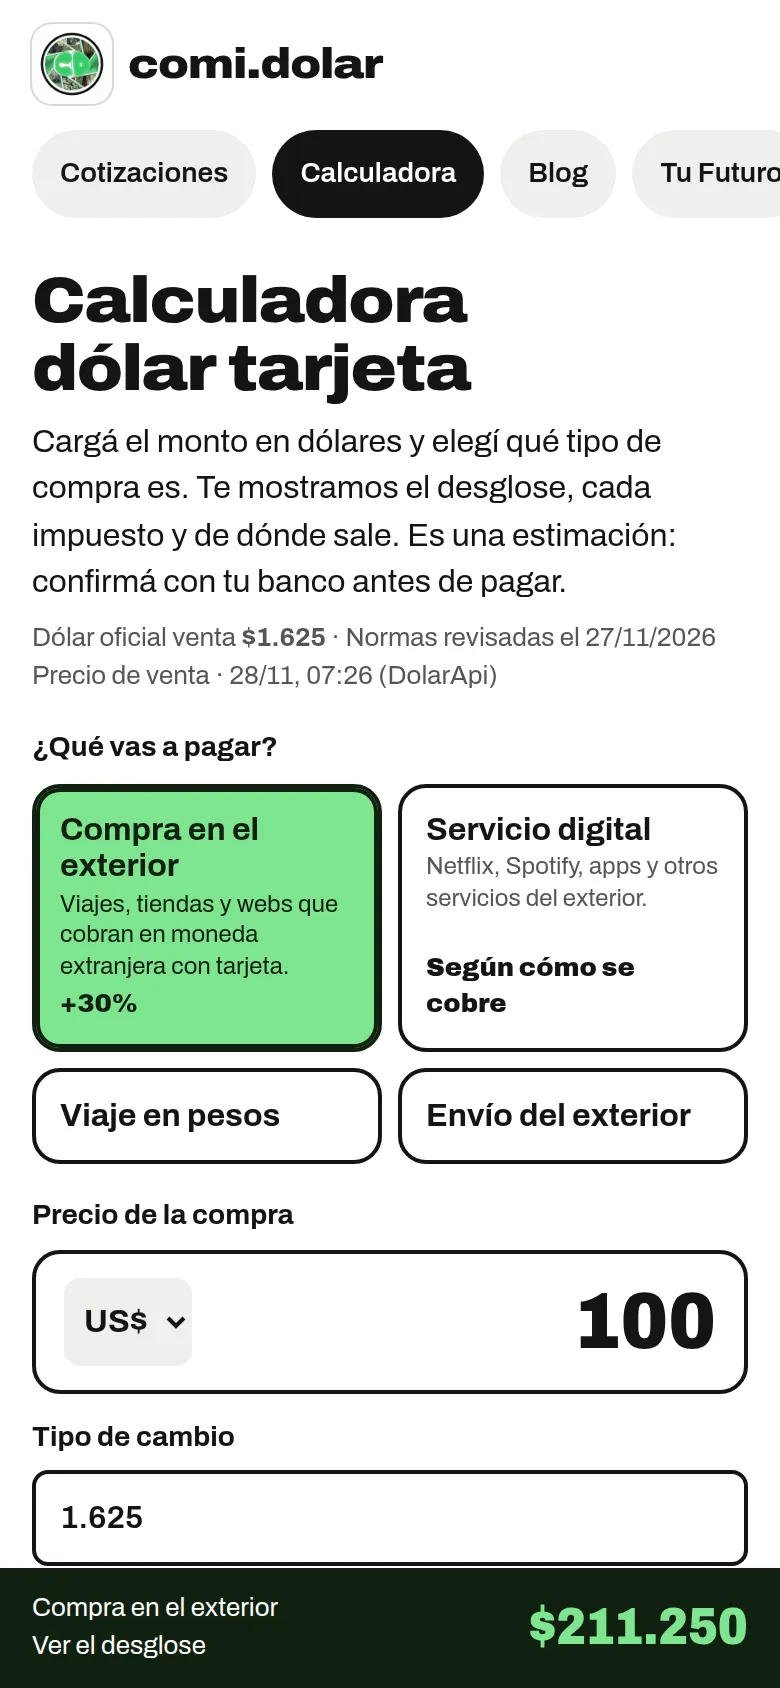 CD
comi.dolar
Cotizaciones
Calculadora
Blog
Tu Futuro
Calculadora
dólar tarjeta
Cargá el monto en dólares y elegí qué tipo de
compra es. Te mostramos el desglose, cada
impuesto y de dónde sale. Es una estimación:
confirmá con tu banco antes de pagar.
Dólar oficial venta $1.625 · Normas revisadas el 27/11/2026
Precio de venta · 28/11, 07:26 (DolarApi)
¿Qué vas a pagar?
Compra en el
exterior
Viajes, tiendas y webs que
cobran en moneda
extranjera con tarjeta.
+30%
Servicio digital
Netflix, Spotify, apps y otros
servicios del exterior.
Según cómo se
cobre
Viaje en pesos
Envío del exterior
Precio de la compra
US$
100
Tipo de cambio
1.625
Compra en el exterior
Ver el desglose
$211.250